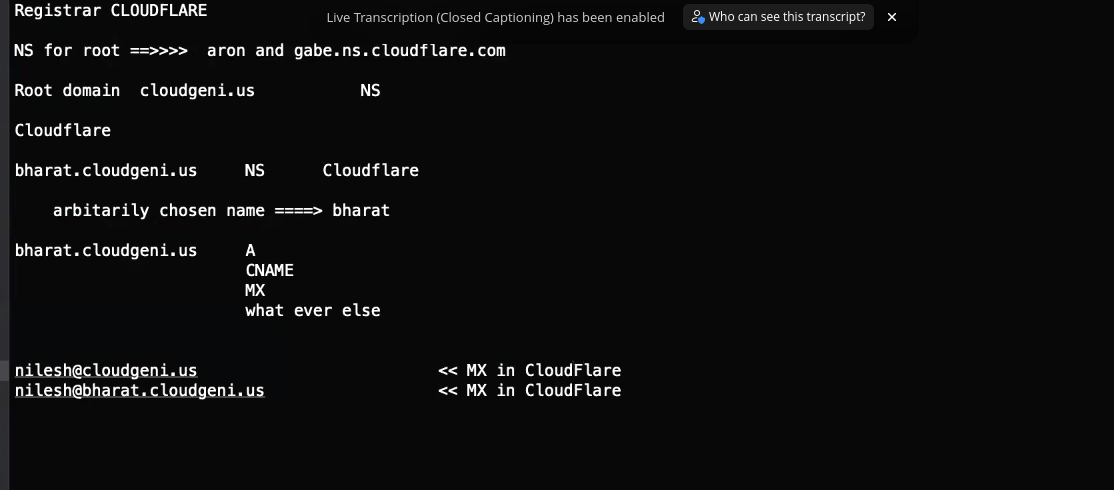 Registrar CLOUDFLARE
Live Transcription (Closed Captioning) has been enabled
Who can see this transcript?
NS for root ==>>>> aron and gabe.ns.cloudflare.com
Root domain cloudgeni.us NS
Cloudflare
bharat.cloudgeni.us NS Cloudflare
arbitarily chosen name ====> bharat
bharat.cloudgeni.us A
CNAME
MX
what ever else
nilesh@cloudgeni.us << MX in CloudFlare
nilesh@bharat.cloudgeni.us << MX in CloudFlare